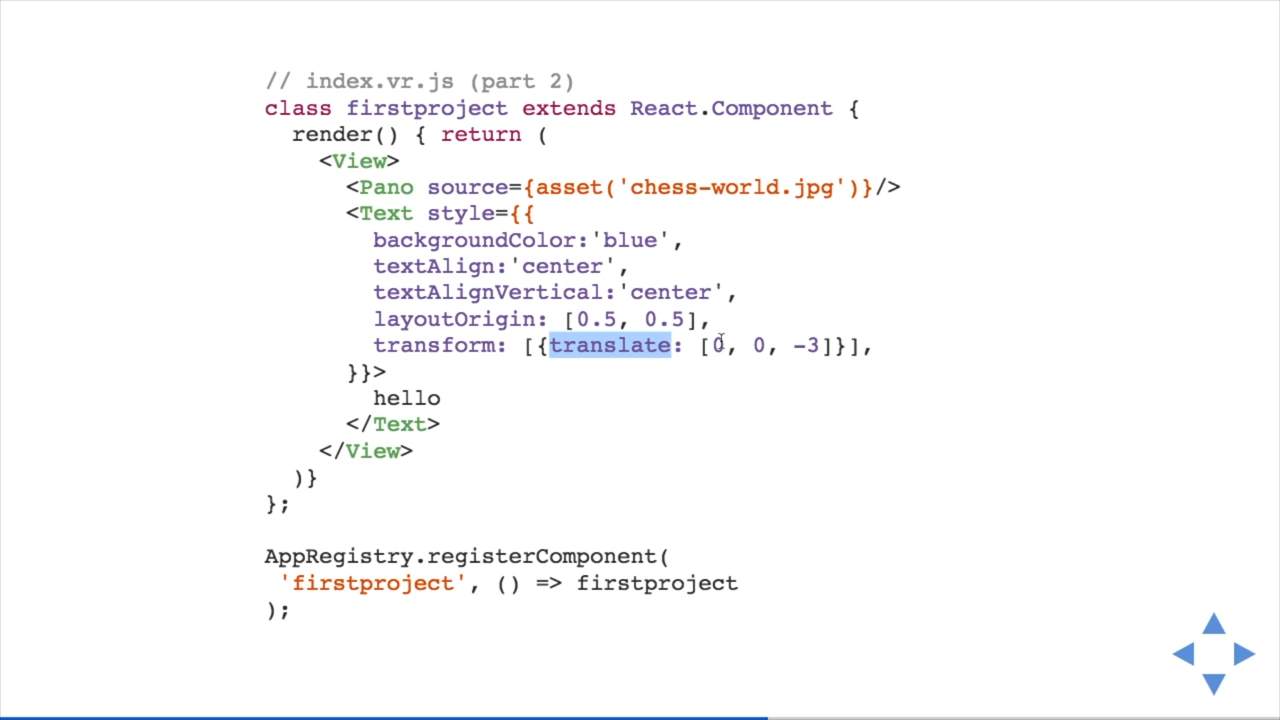 // index.vr.js (part 2)
class firstproject extends React.Component {
render() { return (
<View>
<Pano source={asset('chess-world.jpg')}/>
<Text style={{
backgroundColor:'blue',
textAlign:'center',
textAlignVertical:'center',
layoutOrigin: [0.5, 0.5],
transform: [{translate: [0, 0, -3]}],
}}>
hello
</Text>
</View>
)}
};
AppRegistry.registerComponent(
'firstproject', () => firstproject
);